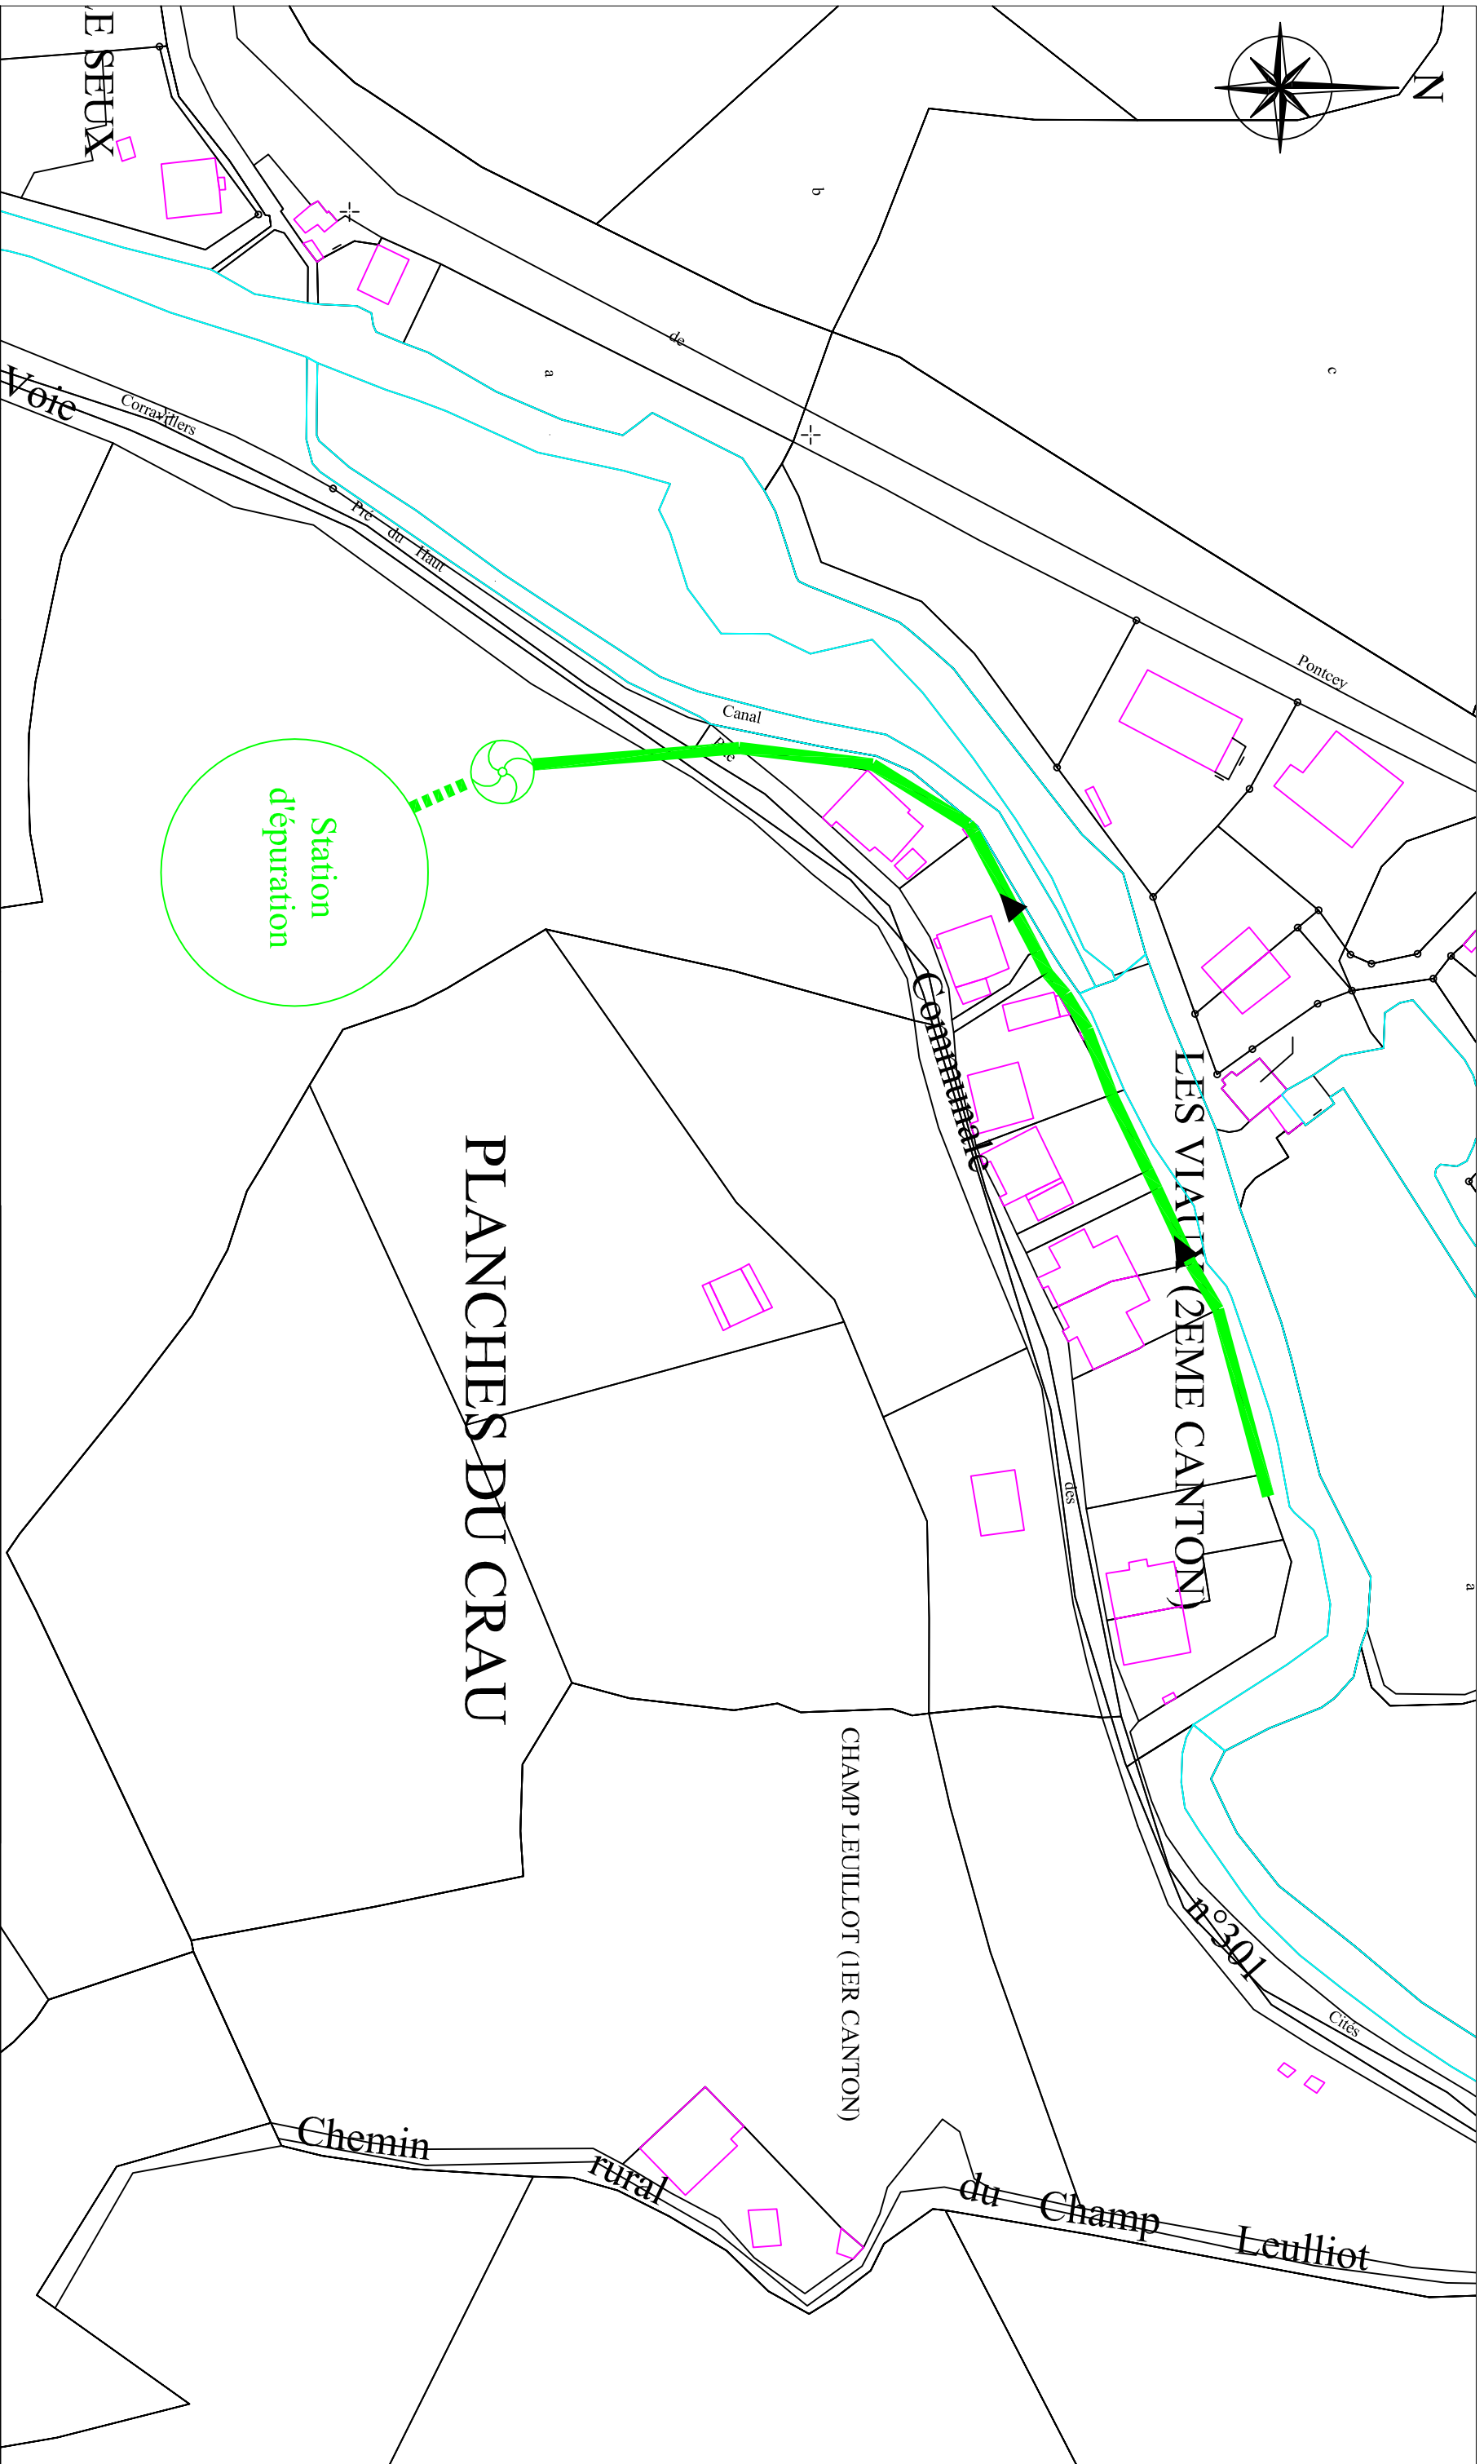 N
LE SEUX
b
c
de
a
Voie
Corravillers
Pré du Haut
Pontcey
Canal
Rue
Station
d'épuration
Communale
LES VIAUX (2EME CANTON)
PLANCHES DU CRAU
des
a
CHAMP LEUILLOT (1ER CANTON)
n°301
Cités
Chemin rural du Champ Leulliot